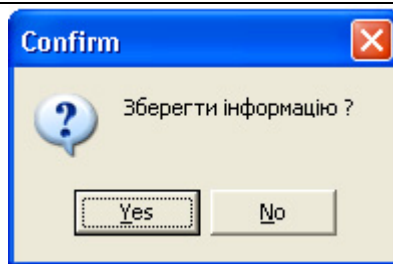 Confirm
Зберегти інформацію ?
Yes
No